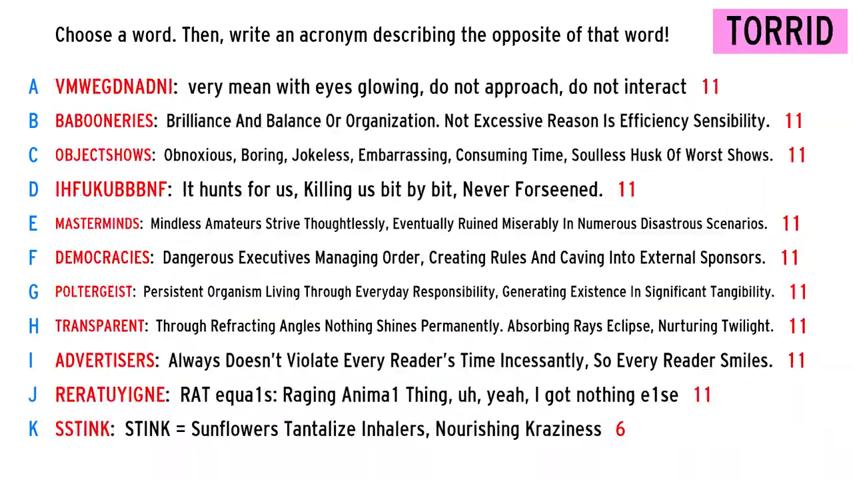 Choose a word. Then, write an acronym describing the opposite of that word!
TORRID
A VMWEGDNADNI: very mean with eyes glowing, do not approach, do not interact 11
B BABOONERIES: Brilliance And Balance Or Organization. Not Excessive Reason Is Efficiency Sensibility. 11
C OBJECTSHOWS: Obnoxious, Boring, Jokeless, Embarrassing, Consuming Time, Soulless Husk Of Worst Shows. 11
D IHFUKUBBBNF: It hunts for us, Killing us bit by bit, Never Forseened. 11
E MASTERMINDS: Mindless Amateurs Strive Thoughtlessly, Eventually Ruined Miserably In Numerous Disastrous Scenarios. 11
F DEMOCRACIES: Dangerous Executives Managing Order, Creating Rules And Caving Into External Sponsors. 11
G POLTERGEIST: Persistent Organism Living Through Everyday Responsibility, Generating Existence In Significant Tangibility. 11
H TRANSPARENT: Through Refracting Angles Nothing Shines Permanently. Absorbing Rays Eclipse, Nurturing Twilight. 11
I ADVERTISERS: Always Doesn't Violate Every Reader's Time Incessantly, So Every Reader Smiles. 11
J RERATUYIGNE: RAT equa1s: Raging Anima1 Thing, uh, yeah, I got nothing e1se 11
K SSTINK: STINK = Sunflowers Tantalize Inhalers, Nourishing Kraziness 6